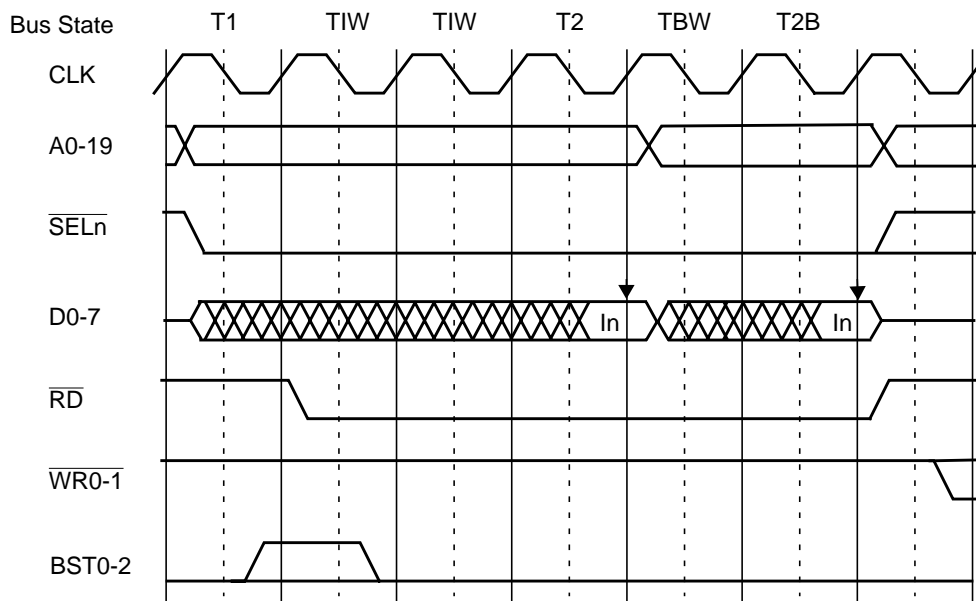 Bus State T1 TIW TIW T2 TBW T2B
CLK
A0-19
SELn
D0-7 In In
RD
WR0-1
BST0-2